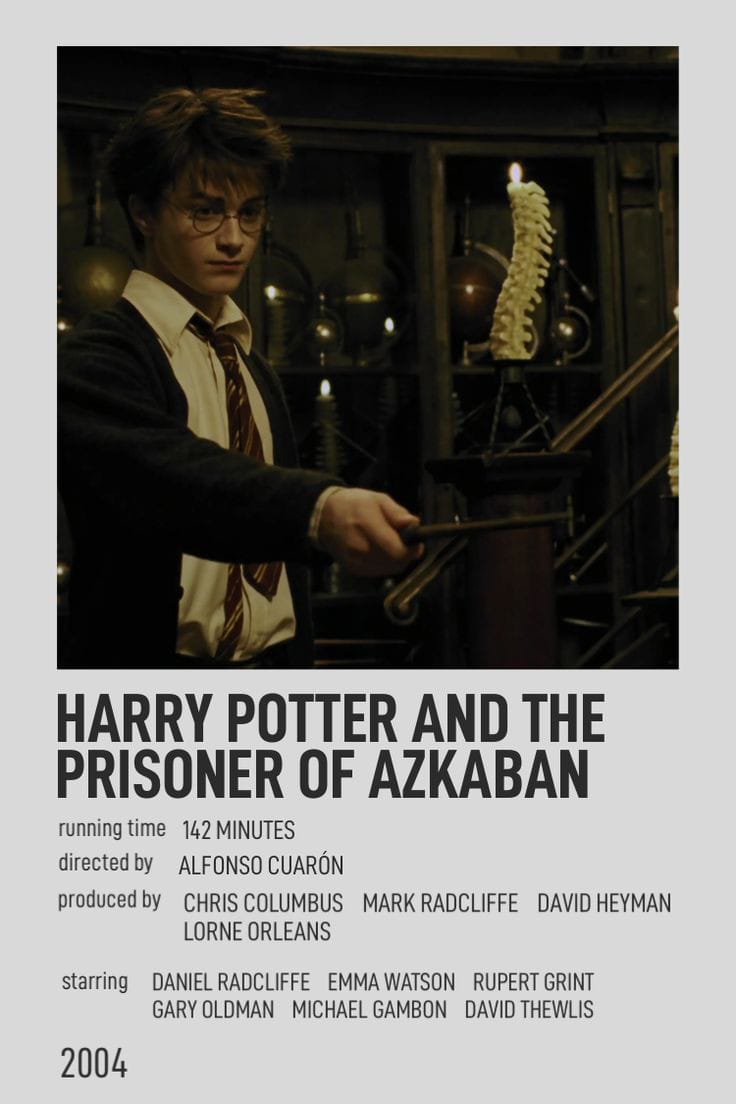 HARRY POTTER AND THE
PRISONER OF AZKABAN
running time 142 MINUTES
directed by ALFONSO CUARÓN
produced by CHRIS COLUMBUS MARK RADCLIFFE DAVID HEYMAN
LORNE ORLEANS
starring DANIEL RADCLIFFE EMMA WATSON RUPERT GRINT
GARY OLDMAN MICHAEL GAMBON DAVID THEWLIS
2004